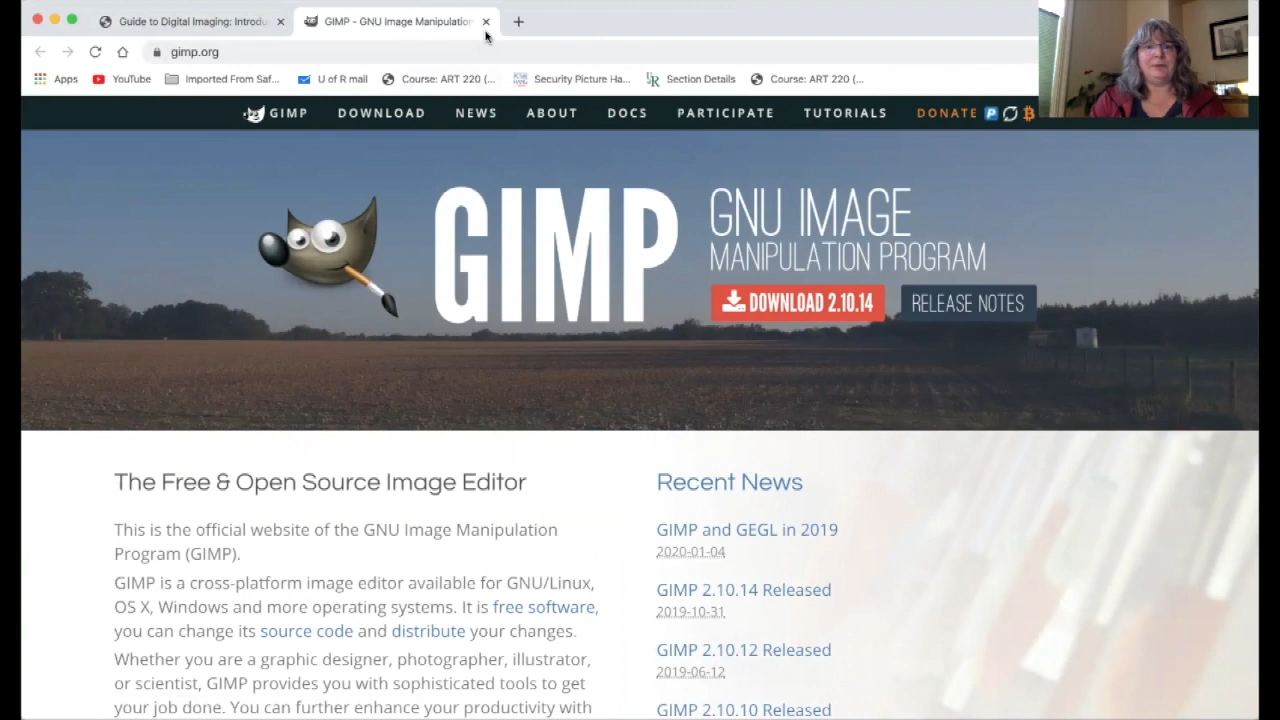 Guide to Digital Imaging: Introdu
GIMP - GNU Image Manipulation
gimp.org
Apps YouTube Imported From Saf... U of R mail Course: ART 220 (... Security Picture Ha... Section Details Course: ART 220 (...
GIMP DOWNLOAD NEWS ABOUT DOCS PARTICIPATE TUTORIALS DONATE
GIMP
GNU IMAGE
MANIPULATION PROGRAM
DOWNLOAD 2.10.14 RELEASE NOTES
The Free & Open Source Image Editor
This is the official website of the GNU Image Manipulation
Program (GIMP).
GIMP is a cross-platform image editor available for GNU/Linux,
OS X, Windows and more operating systems. It is free software,
you can change its source code and distribute your changes.
Whether you are a graphic designer, photographer, illustrator,
or scientist, GIMP provides you with sophisticated tools to get
your job done. You can further enhance your productivity with
Recent News
GIMP and GEGL in 2019
2020-01-04
GIMP 2.10.14 Released
2019-10-31
GIMP 2.10.12 Released
2019-06-12
GIMP 2.10.10 Released